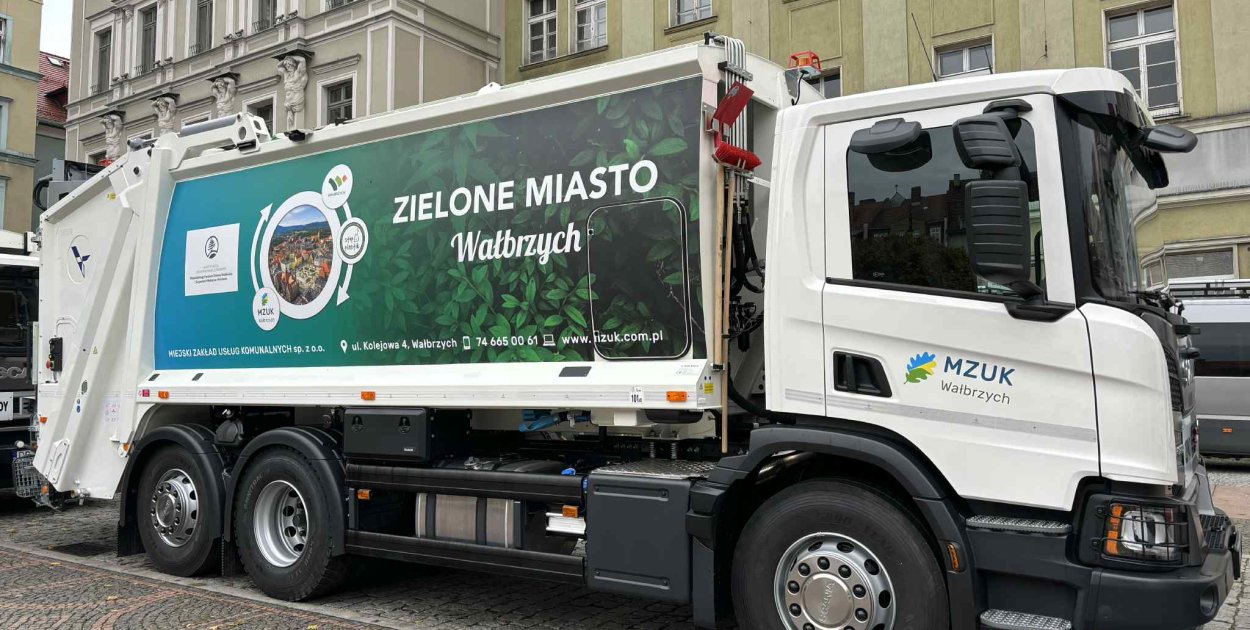 ZIELONE MIASTO
Wałbrzych
MZUK
MIEJSKI ZAKŁAD USŁUG KOMUNALNYCH sp. z o.o.
ul. Kolejowa 4, Wałbrzych 74 665 00 61 www.mzuk.com.pl
MZUK
Wałbrzych